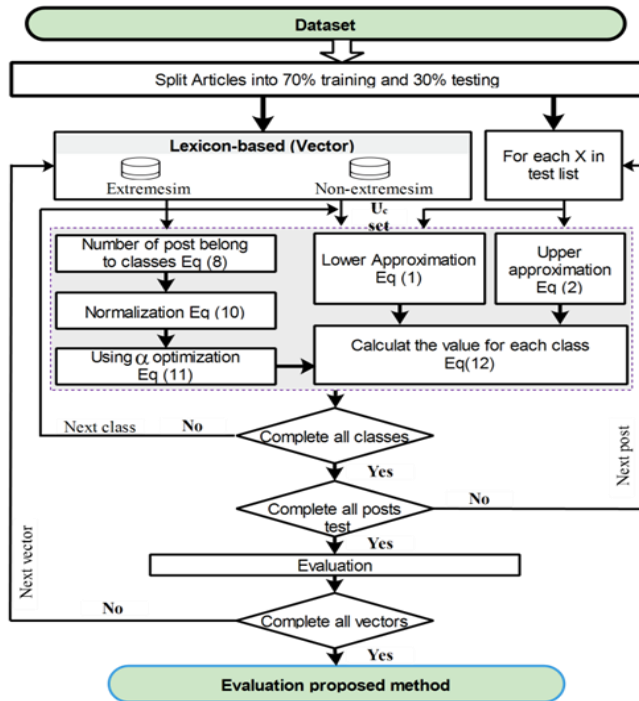 Dataset
Split Articles into 70% training and 30% testing
Lexicon-based (Vector)
Extremesim
Non-extremesim
For each X in
test list
U_c
set
Number of post belong
to classes Eq (8)
Lower Approximation
Eq (1)
Upper
approximation
Eq (2)
Normalization Eq (10)
Using α optimization
Eq (11)
Calculat the value for each class
Eq(12)
Next class
No
Complete all classes
Yes
Next post
Complete all posts
test
No
Yes
Evaluation
Next vector
No
Complete all vectors
Yes
Evaluation proposed method